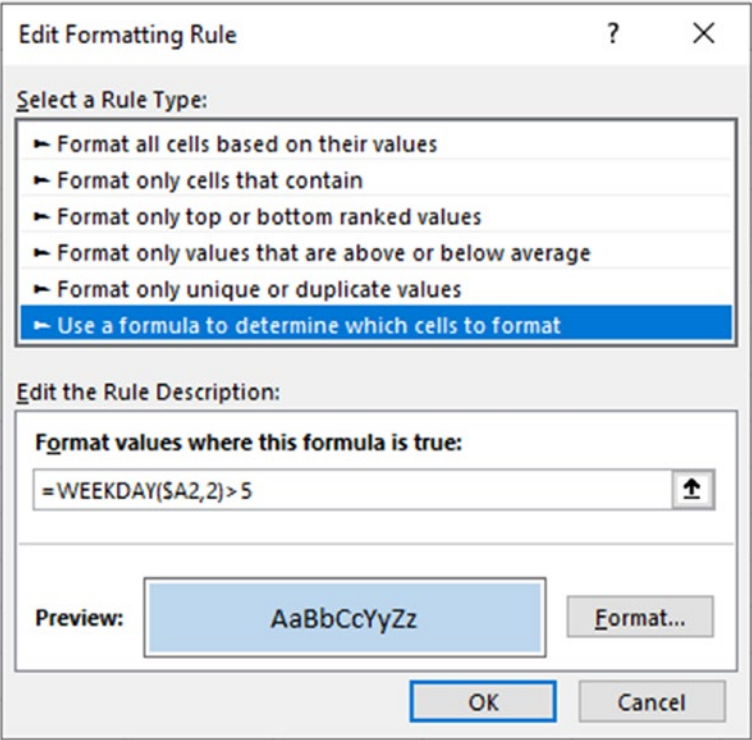 Edit Formatting Rule ? ×
Select a Rule Type:
► Format all cells based on their values
► Format only cells that contain
► Format only top or bottom ranked values
► Format only values that are above or below average
► Format only unique or duplicate values
► Use a formula to determine which cells to format
Edit the Rule Description:
Format values where this formula is true:
=WEEKDAY($A2,2)>5
Preview: AaBbCcYyZz Format...
OK Cancel